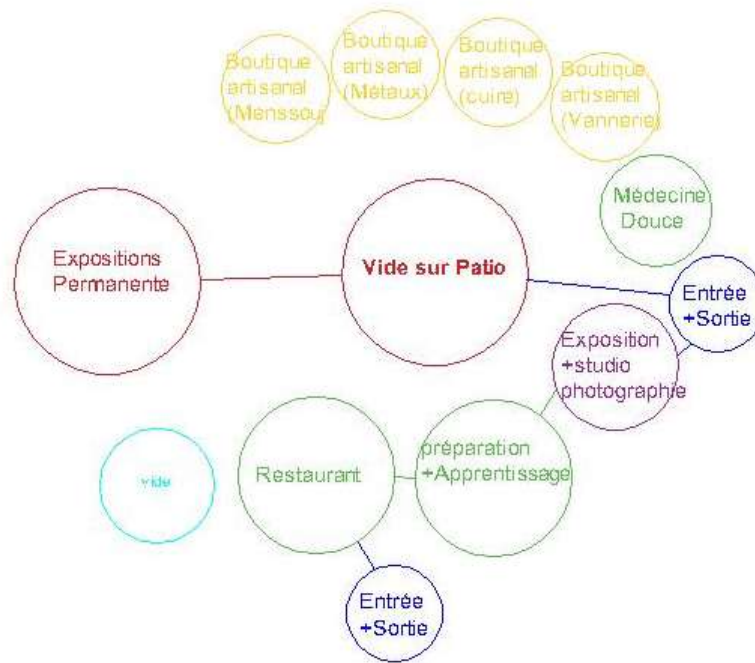 Boutique
artisanal
(Menssouj
Boutique
artisanal
(Métaux)
Boutique
artisanal
(cuire)
Boutique
artisanal
(Vannerie)
Médecine
Douce
Expositions
Permanente
Vide sur Patio
Entrée
+Sortie
Exposition
+studio
photographie
préparation
+Apprentissage
Restaurant
vide
Entrée
+Sortie